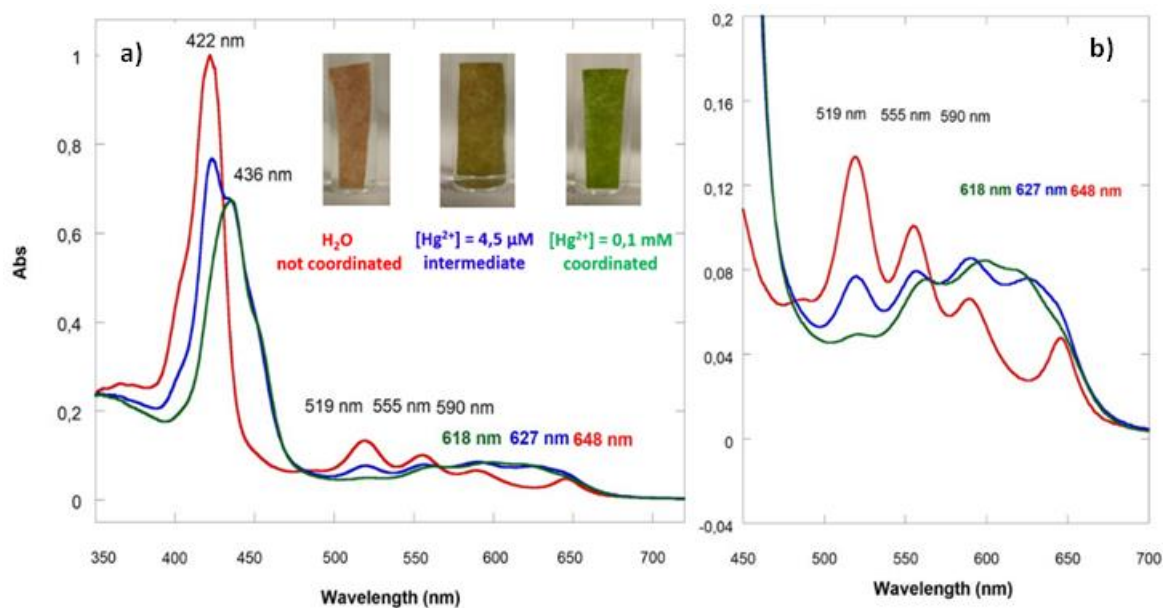 a)
422 nm
436 nm
H₂O
not coordinated
[Hg²⁺] = 4,5 µM
intermediate
[Hg²⁺] = 0,1 mM
coordinated
519 nm 555 nm 590 nm
618 nm 627 nm 648 nm
Abs
1
0,8
0,6
0,4
0,2
0
350 400 450 500 550 600 650 700
Wavelength (nm)
b)
519 nm 555 nm 590 nm
618 nm 627 nm 648 nm
0,2
0,16
0,12
0,08
0,04
0
-0,04
450 500 550 600 650 700
Wavelength (nm)